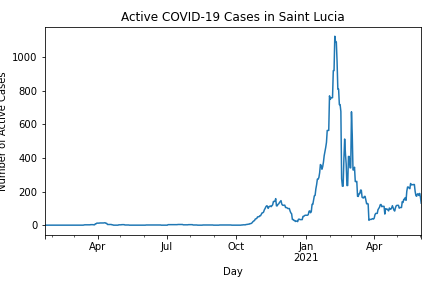 Active COVID-19 Cases in Saint Lucia
Number of Active Cases
1000
800
600
400
200
0
Apr
Jul
Oct
Jan
2021
Apr
Day